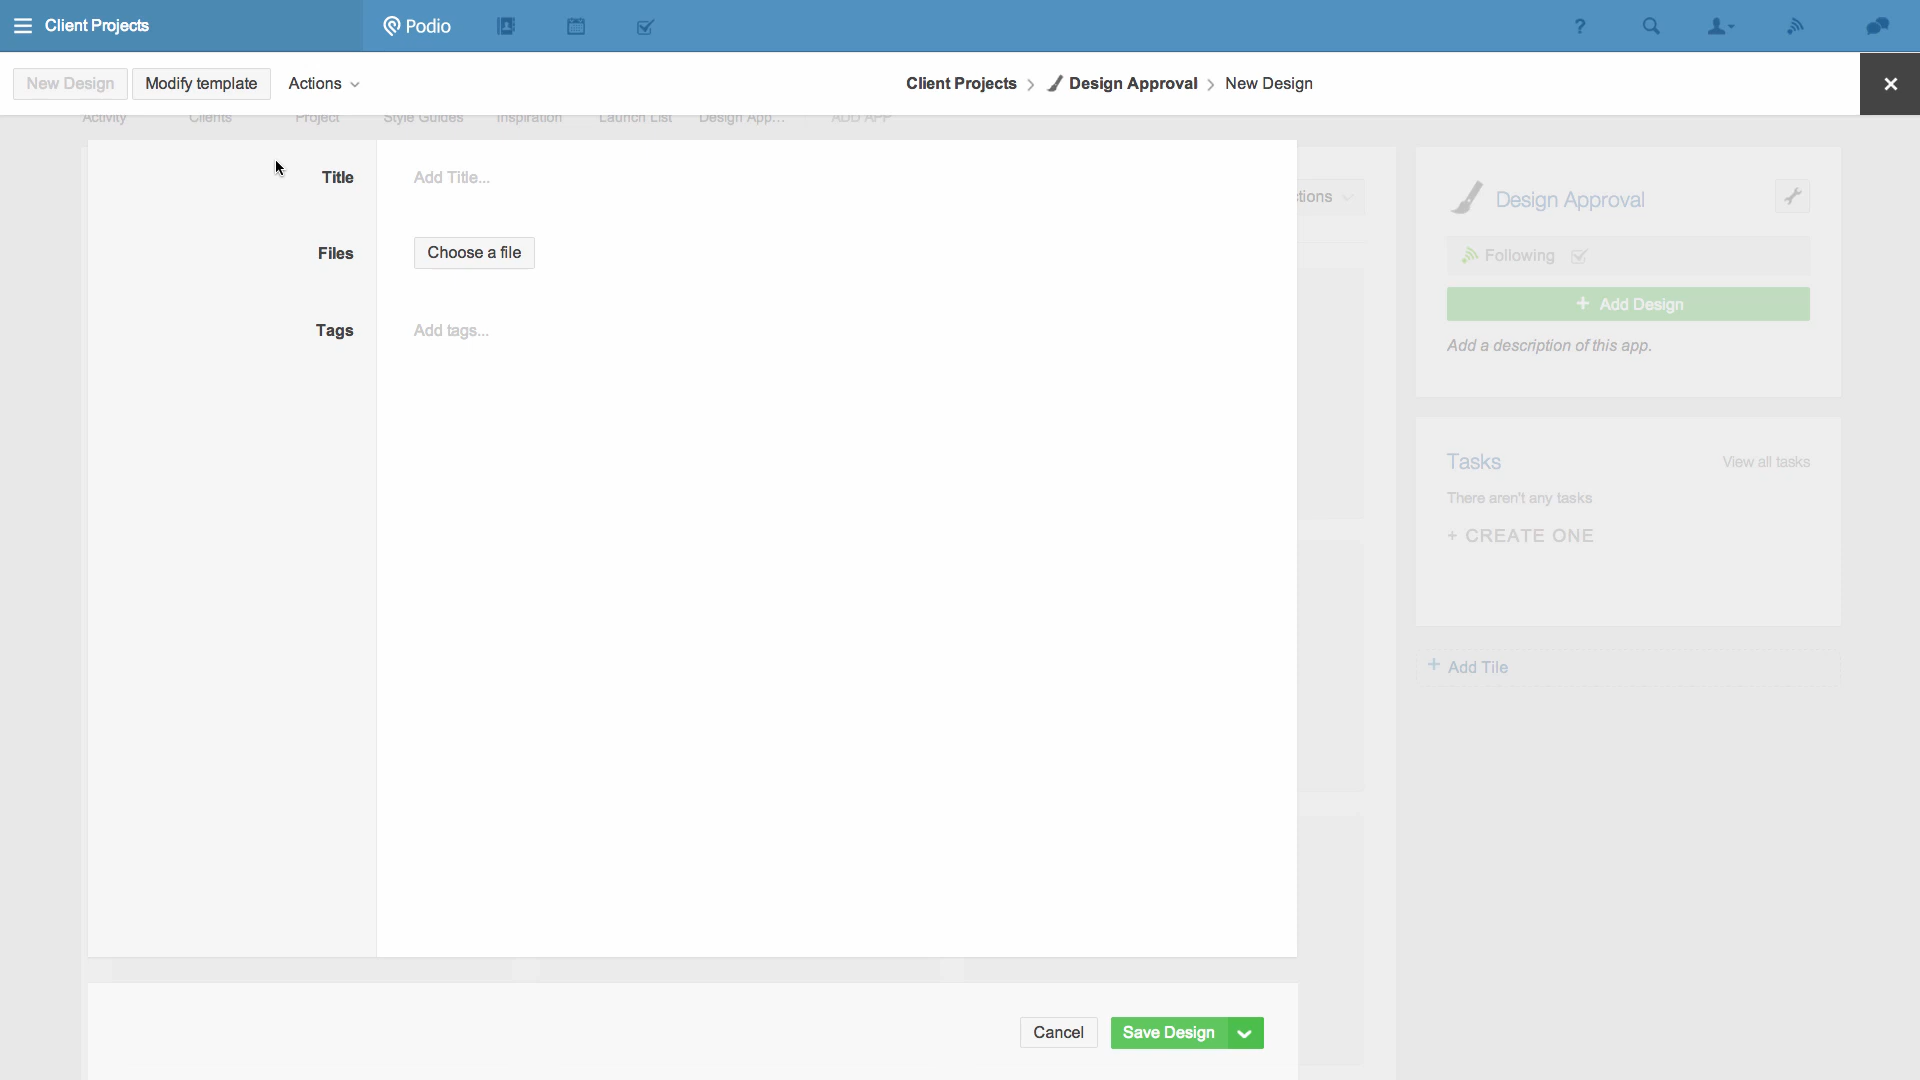 Client Projects
Podio
?
New Design
Modify template
Actions
Client Projects > Design Approval > New Design
Activity
Clients
Project
Style Guides
Inspiration
Launch List
Design App...
ADD APP
Title
Add Title...
Files
Choose a file
Tags
Add tags...
ctions
Design Approval
Following
+ Add Design
Add a description of this app.
Tasks
View all tasks
There aren't any tasks
+ CREATE ONE
+ Add Tile
Cancel
Save Design